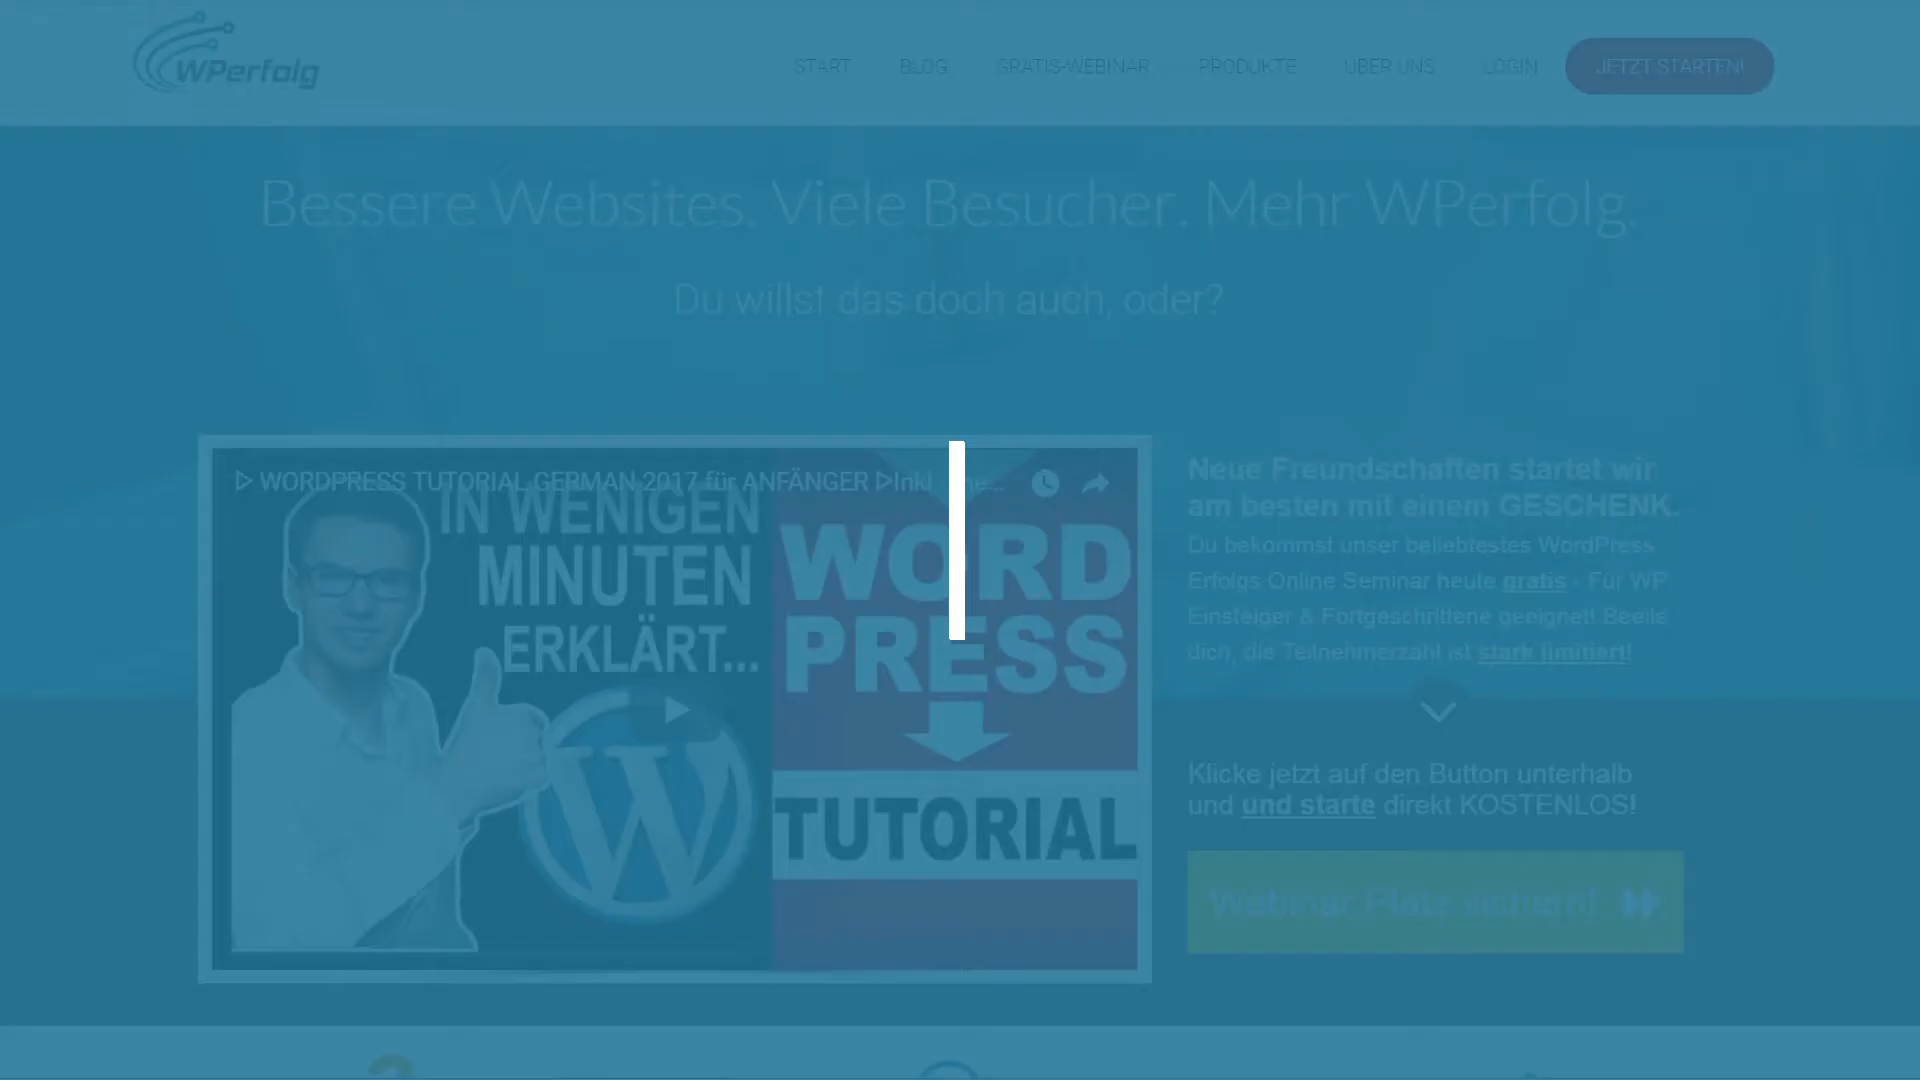 WPerfolg
START BLOG GRATIS-WEBINAR PRODUKTE ÜBER UNS LOGIN JETZT STARTEN!
Bessere Websites. Viele Besucher. Mehr WPerfolg.
Du willst das doch auch, oder?
WORDPRESS TUTORIAL GERMAN 2017 für ANFÄNGER ▷Inkl
IN WENIGEN
MINUTEN
ERKLÄRT...
WORD
PRESS
TUTORIAL
Neue Freundschaften startet wir
am besten mit einem GESCHENK.
Du bekommst unser beliebtestes WordPress
Erfolgs Online Seminar heute gratis - Für WP
Einsteiger & Fortgeschrittene geeignet! Beeile
dich, die Teilnehmerzahl ist stark limitiert!
Klicke jetzt auf den Button unterhalb
und und starte direkt KOSTENLOS!
Webinar Platz sichern!